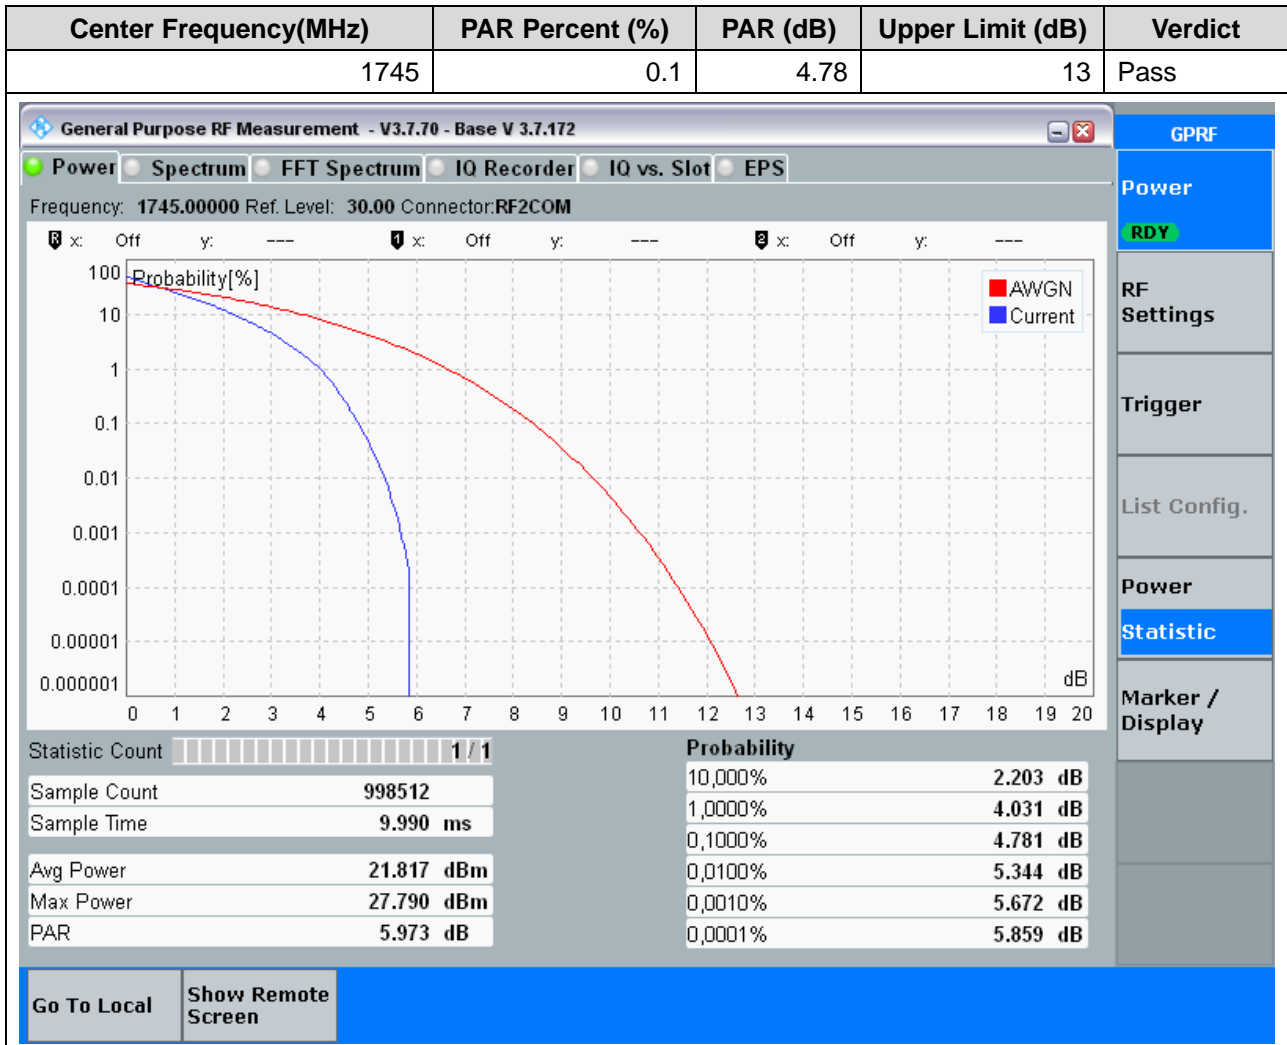 Center Frequency(MHz) PAR Percent (%) PAR (dB) Upper Limit (dB) Verdict
1745 0.1 4.78 13 Pass
General Purpose RF Measurement - V3.7.70 - Base V 3.7.172
GPRF
Power Spectrum FFT Spectrum IQ Recorder IQ vs. Slot EPS
Frequency: 1745.00000 Ref. Level: 30.00 Connector:RF2COM
R x: Off y: --- 1 x: Off y: --- 2 x: Off y: ---
Probability[%]
AWGN
Current
100
10
1
0.1
0.01
0.001
0.0001
0.00001
0.000001
dB
0 1 2 3 4 5 6 7 8 9 10 11 12 13 14 15 16 17 18 19 20
Statistic Count 1 / 1
Sample Count 998512
Sample Time 9.990 ms
Avg Power 21.817 dBm
Max Power 27.790 dBm
PAR 5.973 dB
Probability
10,000% 2.203 dB
1,0000% 4.031 dB
0,1000% 4.781 dB
0,0100% 5.344 dB
0,0010% 5.672 dB
0,0001% 5.859 dB
Power
RDY
RF
Settings
Trigger
List Config.
Power
Statistic
Marker /
Display
Go To Local
Show Remote
Screen